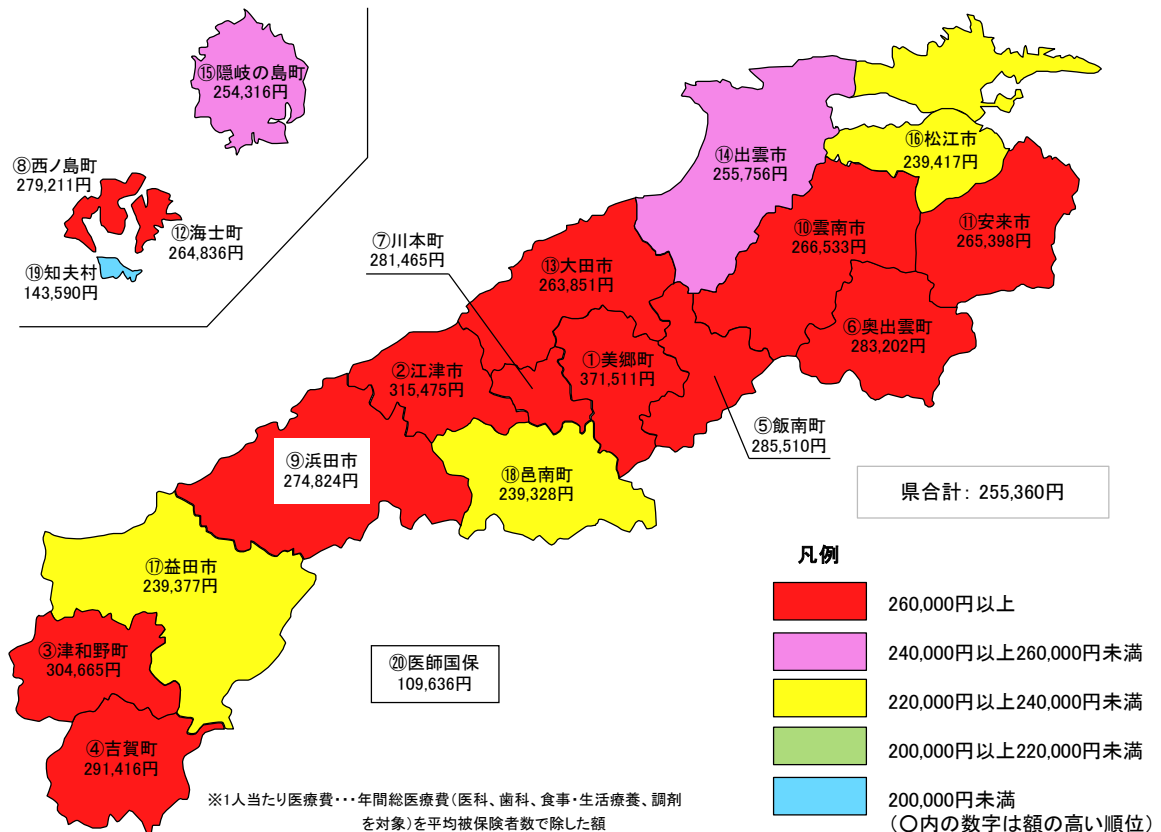 ⑮隠岐の島町
254,316円
⑧西ノ島町
279,211円
⑫海士町
264,836円
⑲知夫村
143,590円
⑯松江市
239,417円
⑭出雲市
255,756円
⑪安来市
265,398円
⑩雲南市
266,533円
⑦川本町
281,465円
⑬大田市
263,851円
⑥奥出雲町
283,202円
①美郷町
371,511円
②江津市
315,475円
⑤飯南町
285,510円
⑨浜田市
274,824円
⑱邑南町
239,328円
県合計: 255,360円
⑰益田市
239,377円
③津和野町
304,665円
④吉賀町
291,416円
⑳医師国保
109,636円
凡例
260,000円以上
240,000円以上260,000円未満
220,000円以上240,000円未満
200,000円以上220,000円未満
200,000円未満
(○内の数字は額の高い順位)
※1人当たり医療費・・・年間総医療費(医科、歯科、食事・生活療養、調剤
を対象)を平均被保険者数で除した額